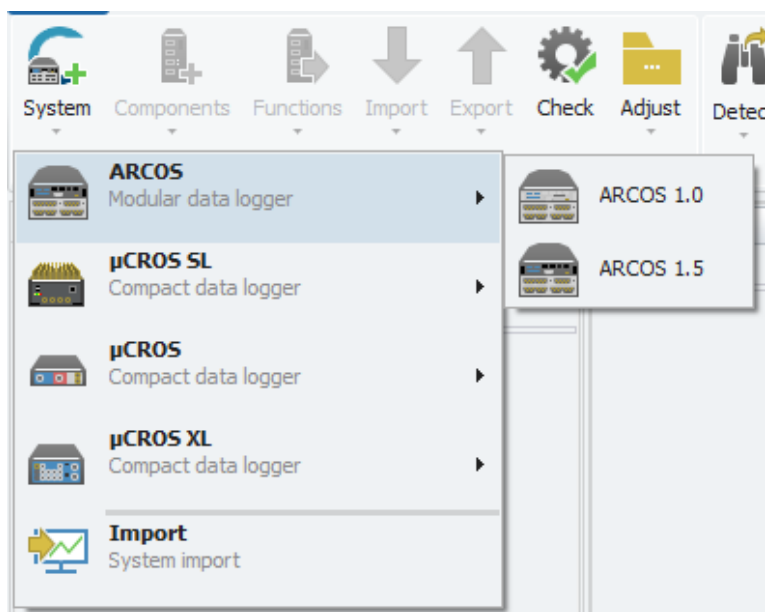 System Components Functions Import Export Check Adjust Detec
ARCOS
Modular data logger
ARCOS 1.0
ARCOS 1.5
µCROS SL
Compact data logger
µCROS
Compact data logger
µCROS XL
Compact data logger
Import
System import